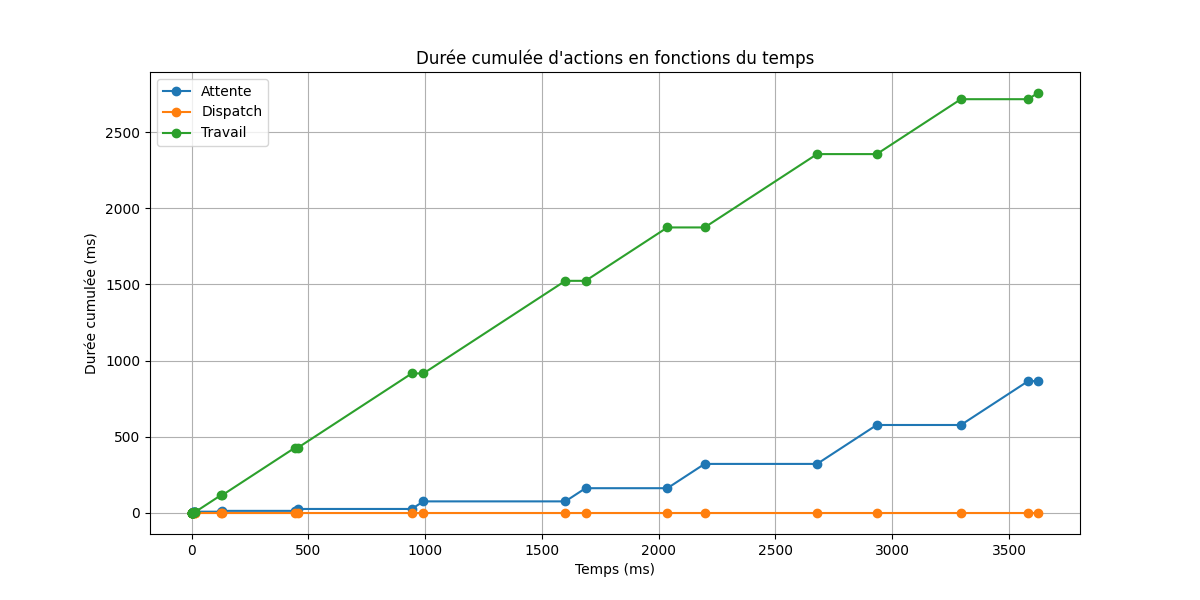 Durée cumulée d'actions en fonctions du temps
Attente
Dispatch
Travail
Durée cumulée (ms)
2500
2000
1500
1000
500
0
0 500 1000 1500 2000 2500 3000 3500
Temps (ms)